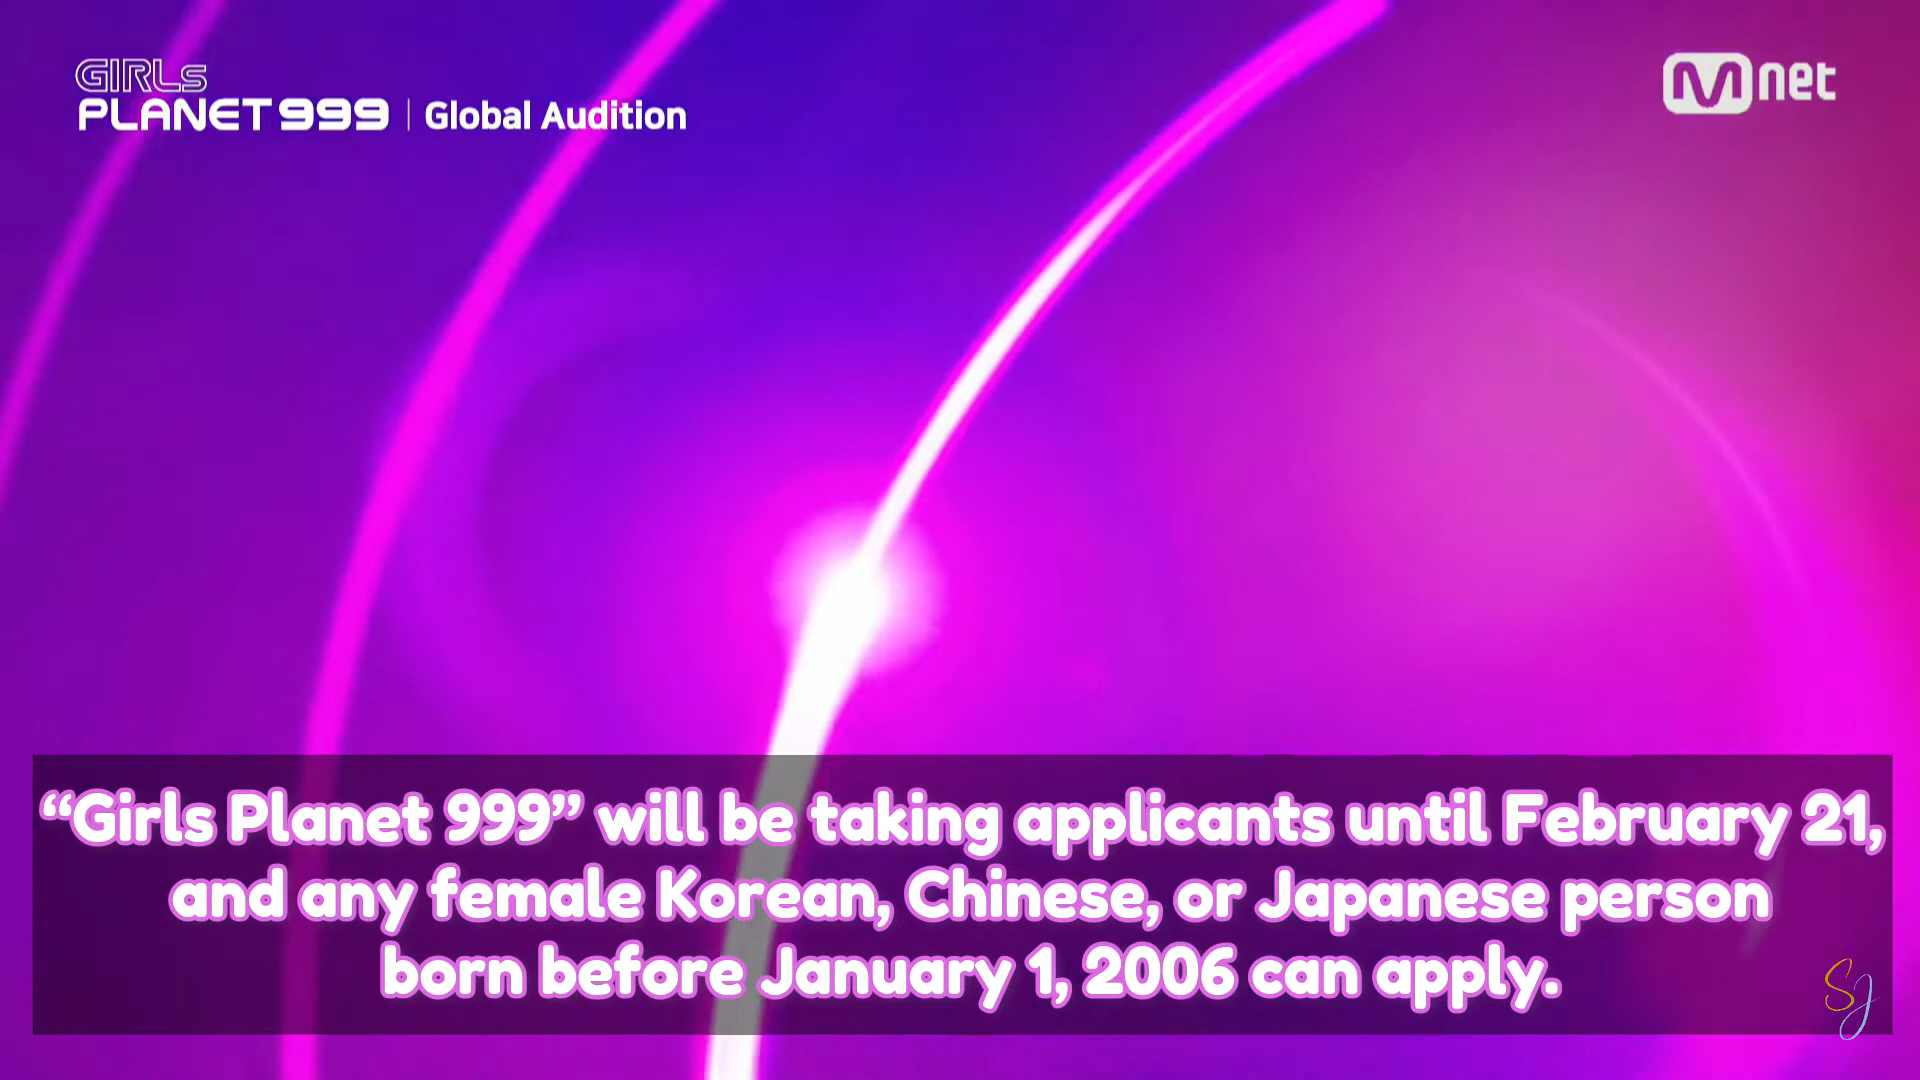 GIRLs
PLANET 999 | Global Audition
Mnet
“Girls Planet 999” will be taking applicants until February 21,
and any female Korean, Chinese, or Japanese person
born before January 1, 2006 can apply.
SJ